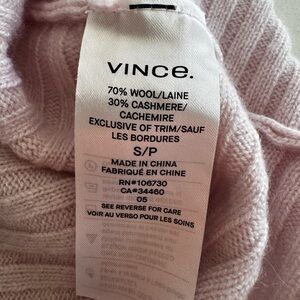 VINCe.
70% WOOL/LAINE
30% CASHMERE/
CACHEMIRE
EXCLUSIVE OF TRIM/SAUF
LES BORDURES
S/P
MADE IN CHINA
FABRIQUÉ EN CHINE
RN#106730
CA#34460
05
SEE REVERSE FOR CARE
VOIR AU VERSO POUR LES SOINS